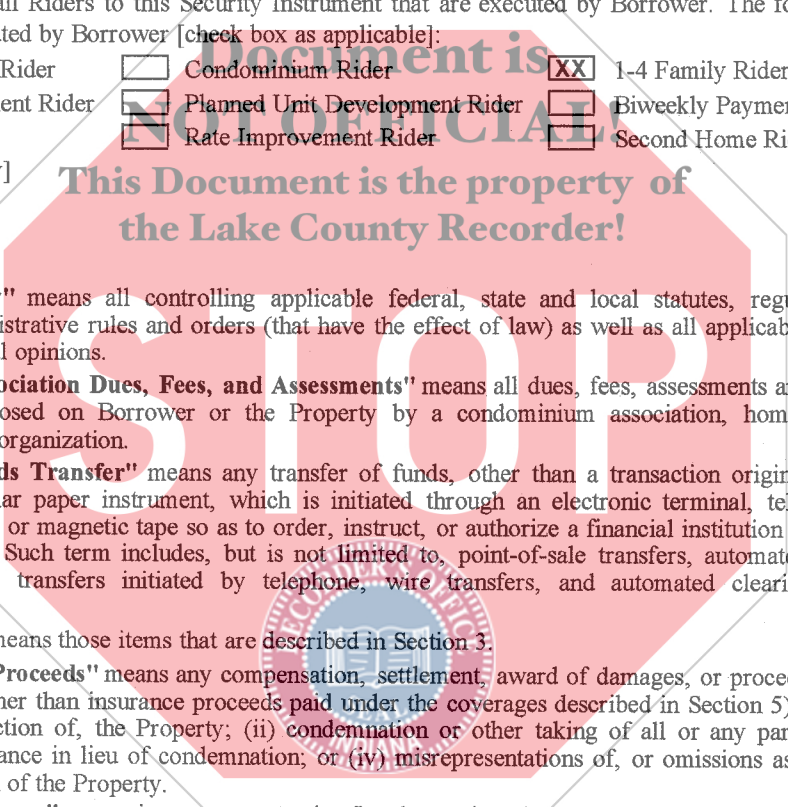 all Riders to this Security Instrument that are executed by Borrower. The fo
ted by Borrower [check box as applicable]:
Rider Condominium Rider XX 1-4 Family Rider
ent Rider Planned Unit Development Rider Biweekly Payme
Rate Improvement Rider Second Home Ri
Document is
NOT OFFICIAL!
This Document is the property of
the Lake County Recorder!
" means all controlling applicable federal, state and local statutes, regu
istrative rules and orders (that have the effect of law) as well as all applicab
l opinions.
ociation Dues, Fees, and Assessments" means all dues, fees, assessments a
osed on Borrower or the Property by a condominium association, hom
organization.
ds Transfer" means any transfer of funds, other than a transaction origin
ar paper instrument, which is initiated through an electronic terminal, tel
or magnetic tape so as to order, instruct, or authorize a financial institution
Such term includes, but is not limited to, point-of-sale transfers, automate
transfers initiated by telephone, wire transfers, and automated cleari
STOP
means those items that are described in Section 3.
Proceeds" means any compensation, settlement, award of damages, or procee
her than insurance proceeds paid under the coverages described in Section 5)
ction of, the Property; (ii) condemnation or other taking of all or any par
ance in lieu of condemnation; or (iv) misrepresentations of, or omissions as
of the Property.
RECORDER'S OFFICE
SEAL
INDIANA